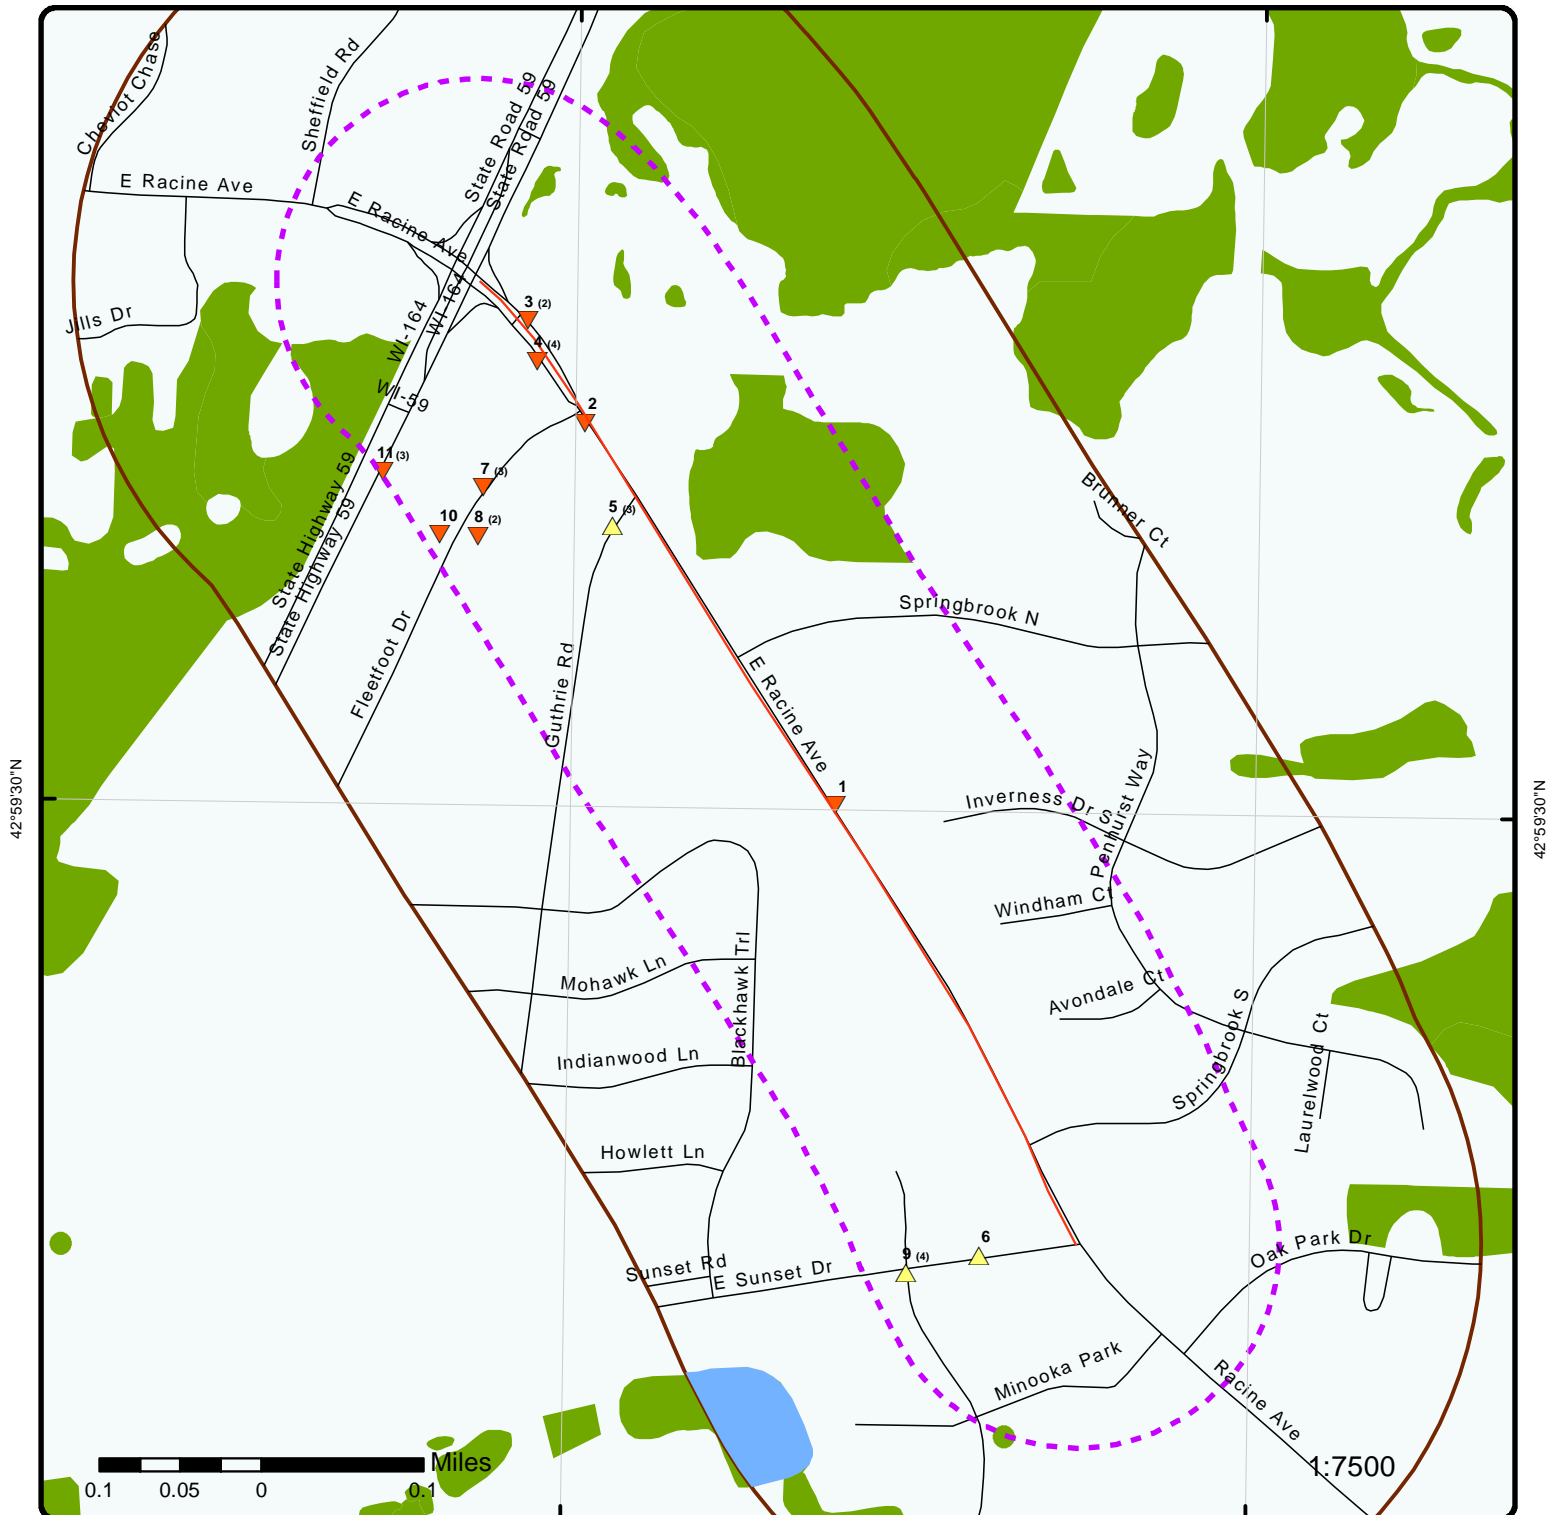 Cheviot Chase
Sheffield Rd
State Road 59
State Road 59
E Racine Ave
E Racine Ave
Jills Dr
WI-164
WI-164
WI-59
3 (2)
4 (4)
2
11 (3)
7 (3)
10
8 (2)
5 (3)
State Highway 59
State Highway 59
Brunner Ct
Springbrook N
Fleetfoot Dr
Guthrie Rd
E Racine Ave
1
Penhurst Way
Inverness Dr S
42°59'30"N
42°59'30"N
Windham Ct
Mohawk Ln
Blackhawk Trl
Avondale Ct
Indianwood Ln
Springbrook S
Laurelwood Ct
Howlett Ln
Sunset Rd
E Sunset Dr
9 (4)
6
Oak Park Dr
Minooka Park
Racine Ave
Miles
0.1 0.05 0 0.1
1:7500